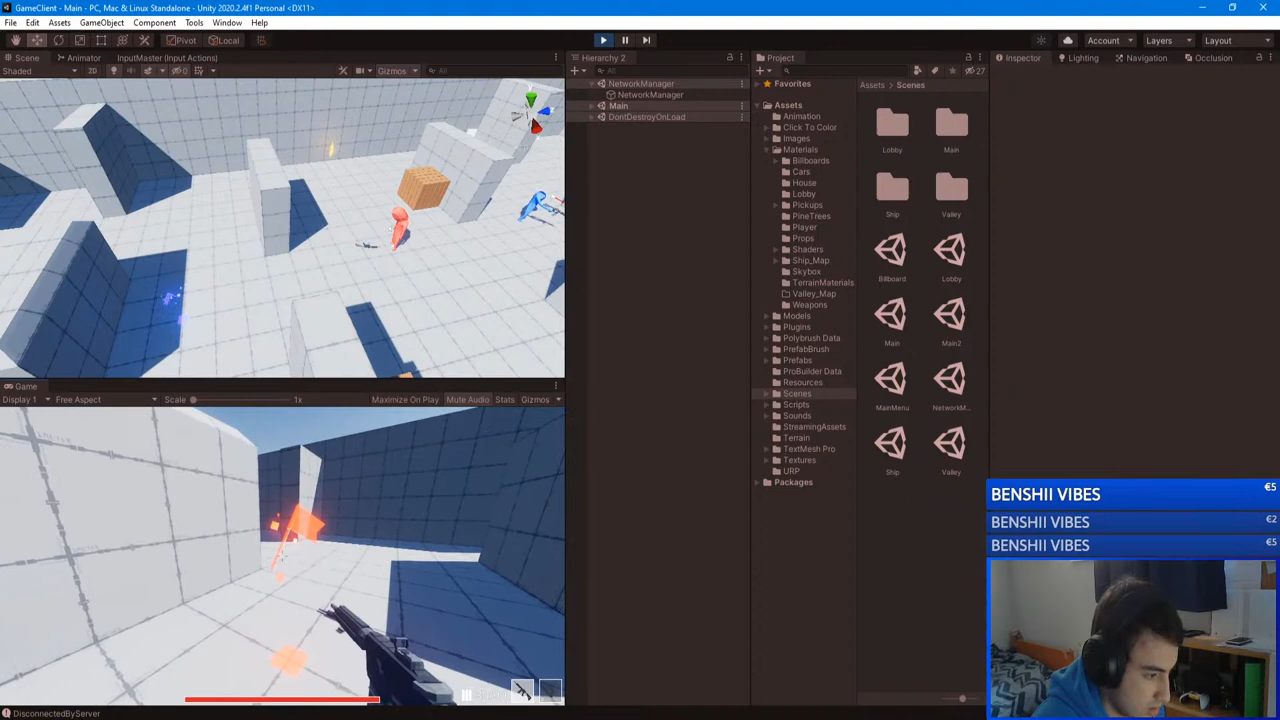 GameClient - Main - PC, Mac & Linux Standalone - Unity 2020.2.4f1 Personal <DX11>
File Edit Assets GameObject Component Tools Window Help
Pivot Local Account Layers Layout
Scene Animator InputMaster (Input Actions)
Shaded 2D 0 Gizmos All
y
Game
Display 1 Free Aspect Scale 1x Maximize On Play Mute Audio Stats Gizmos
DisconnectedByServer
Hierarchy 2
All
NetworkManager
NetworkManager
Main
DontDestroyOnLoad
Project
27
Favorites
Assets
Animation
Click To Color
Images
Materials
Billboards
Cars
House
Lobby
Pickups
PineTrees
Player
Props
Shaders
Ship_Map
Skybox
TerrainMaterials
Valley_Map
Weapons
Models
Plugins
Polybrush Data
PrefabBrush
Prefabs
ProBuilder Data
Resources
Scenes
Scripts
Sounds
StreamingAssets
Terrain
TextMesh Pro
Textures
URP
Packages
Assets Scenes
Lobby Main
Ship Valley
Billboard Lobby
Main Main2
MainMenu NetworkM...
Ship Valley
Inspector Lighting Navigation Occlusion
BENSHII VIBES €5
BENSHII VIBES €2
BENSHII VIBES €5